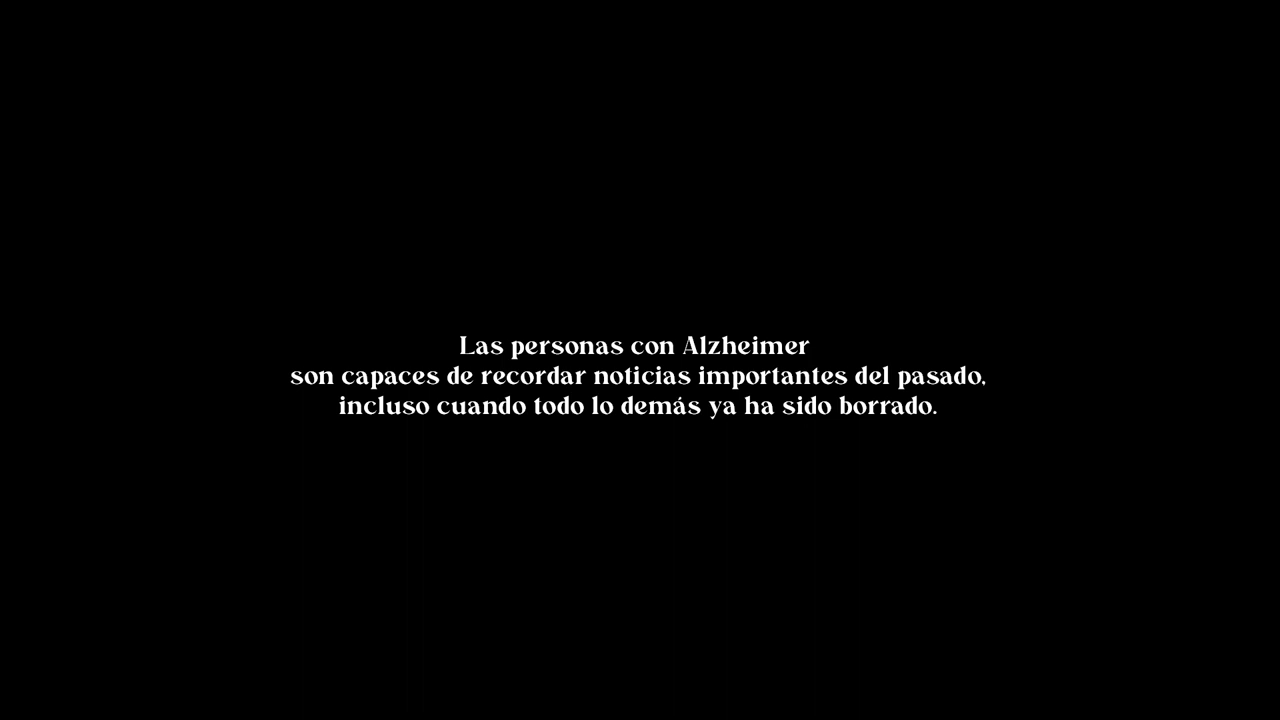 Las personas con Alzheimer
son capaces de recordar noticias importantes del pasado,
incluso cuando todo lo demás ya ha sido borrado.